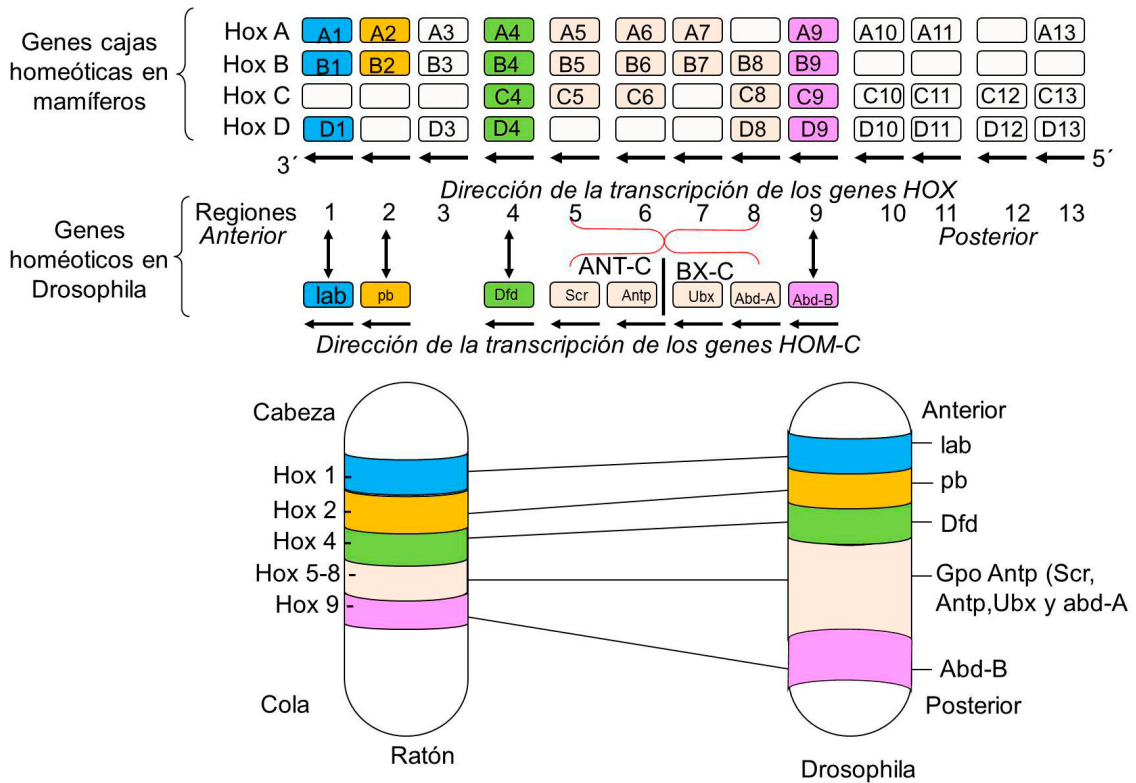 Genes cajas
homeóticas en
mamíferos
Hox A A1 A2 A3 A4 A5 A6 A7 A9 A10 A11 A13
Hox B B1 B2 B3 B4 B5 B6 B7 B8 B9
Hox C C4 C5 C6 C8 C9 C10 C11 C12 C13
Hox D D1 D3 D4 D8 D9 D10 D11 D12 D13
3´ 5´
Dirección de la transcripción de los genes HOX
Genes
homéoticos en
Drosophila
Regiones 1 2 3 4 5 6 7 8 9 10 11 12 13
Anterior Posterior
ANT-C BX-C
lab pb Dfd Scr Antp Ubx Abd-A Abd-B
Dirección de la transcripción de los genes HOM-C
Cabeza
Hox 1
Hox 2
Hox 4
Hox 5-8
Hox 9
Cola
Ratón
Anterior
lab
pb
Dfd
Gpo Antp (Scr,
Antp,Ubx y abd-A
Abd-B
Posterior
Drosophila